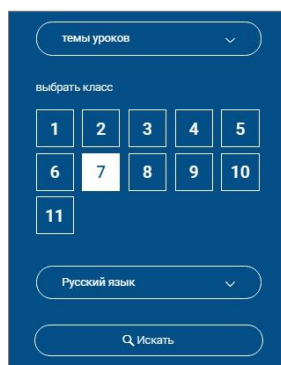 темы уроков
выбрать класс
1 2 3 4 5
6 7 8 9 10
11
Русский язык
Искать